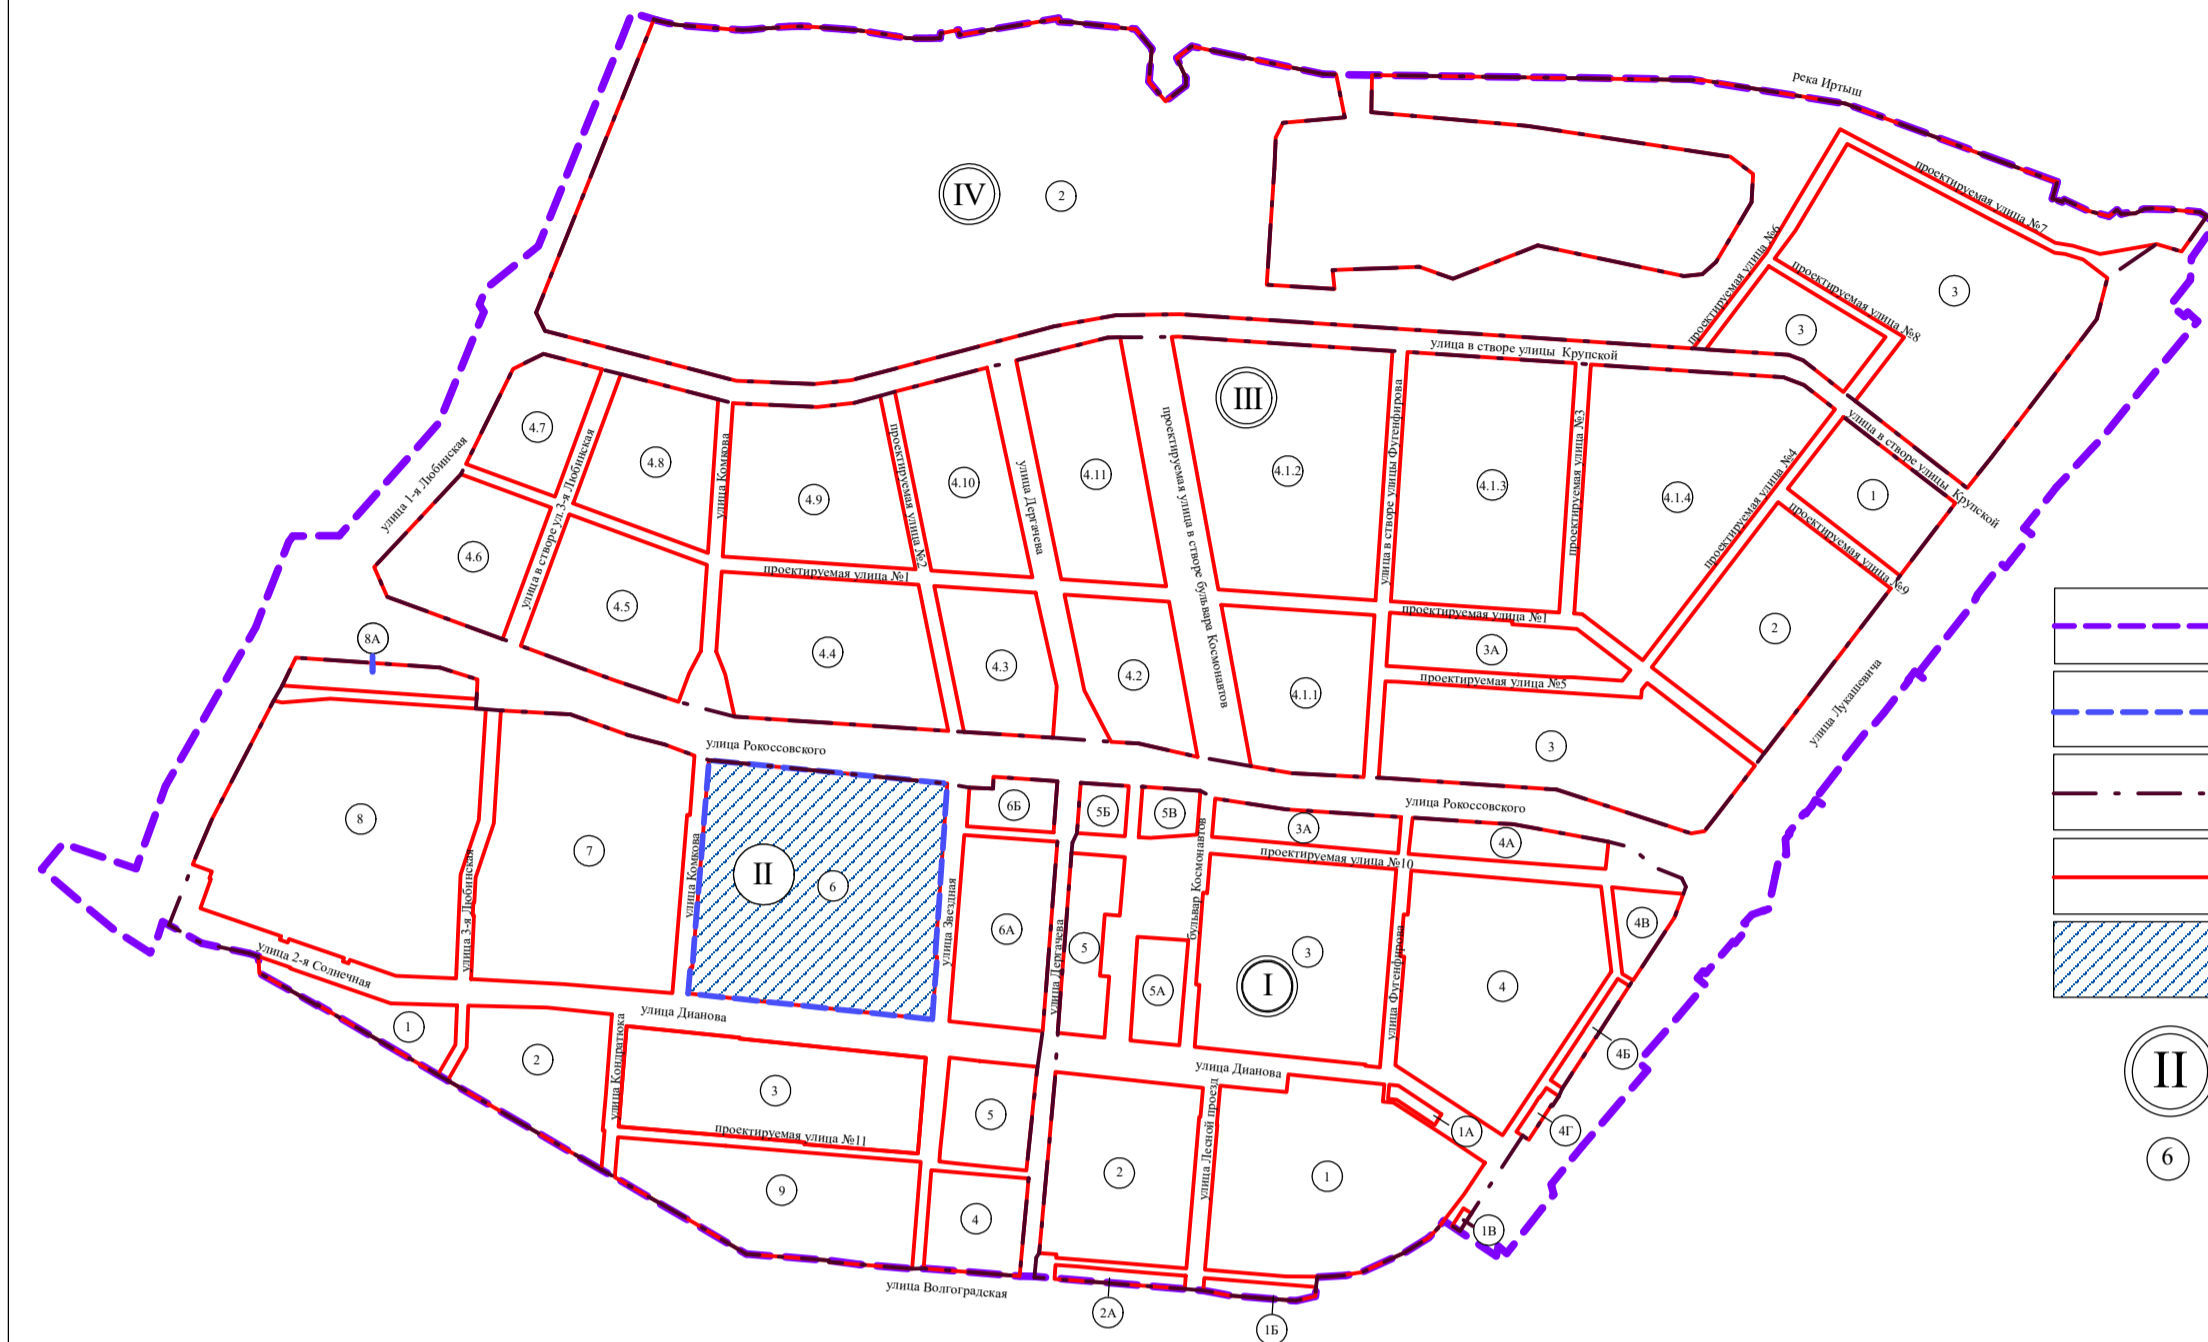 река Иртыш
проектируемая улица №7
IV
2
проектируемая улица №6
проектируемая улица №8
3
3
улица в створе улицы Крупской
III
улица 1-я Любинская
4.7
улица в створе ул.3-я Любинская
4.8
улица Комкова
4.9
проектируемая улица №2
4.10
улица Дергачева
4.11
проектируемая улица в створе бульвара Космонавтов
4.1.2
улица в створе улицы Фугенфирова
4.1.3
проектируемая улица №3
4.1.4
проектируемая улица №4
улица в створе улицы Крупской
1
проектируемая улица №9
4.6
4.5
проектируемая улица №1
4.4
4.3
4.2
4.1.1
проектируемая улица №1
3А
проектируемая улица №5
2
3
улица Лукашевича
8А
улица Рокоссовского
улица Рокоссовского
8
улица 3-я Любинская
7
улица Комкова
II
6
улица Звездная
6Б
6А
улица Дергачева
5Б
5В
5
5А
бульвар Космонавтов
3А
4А
проектируемая улица №10
3
I
улица Фугенфирова
4
4В
4Б
4Г
улица 2-я Солнечная
1
2
улица Кондратюка
улица Дианова
3
проектируемая улица №11
9
5
4
улица Дианова
2
улица Лесной проезд
1
1А
1В
улица Волгоградская
2А
1Б
II
6